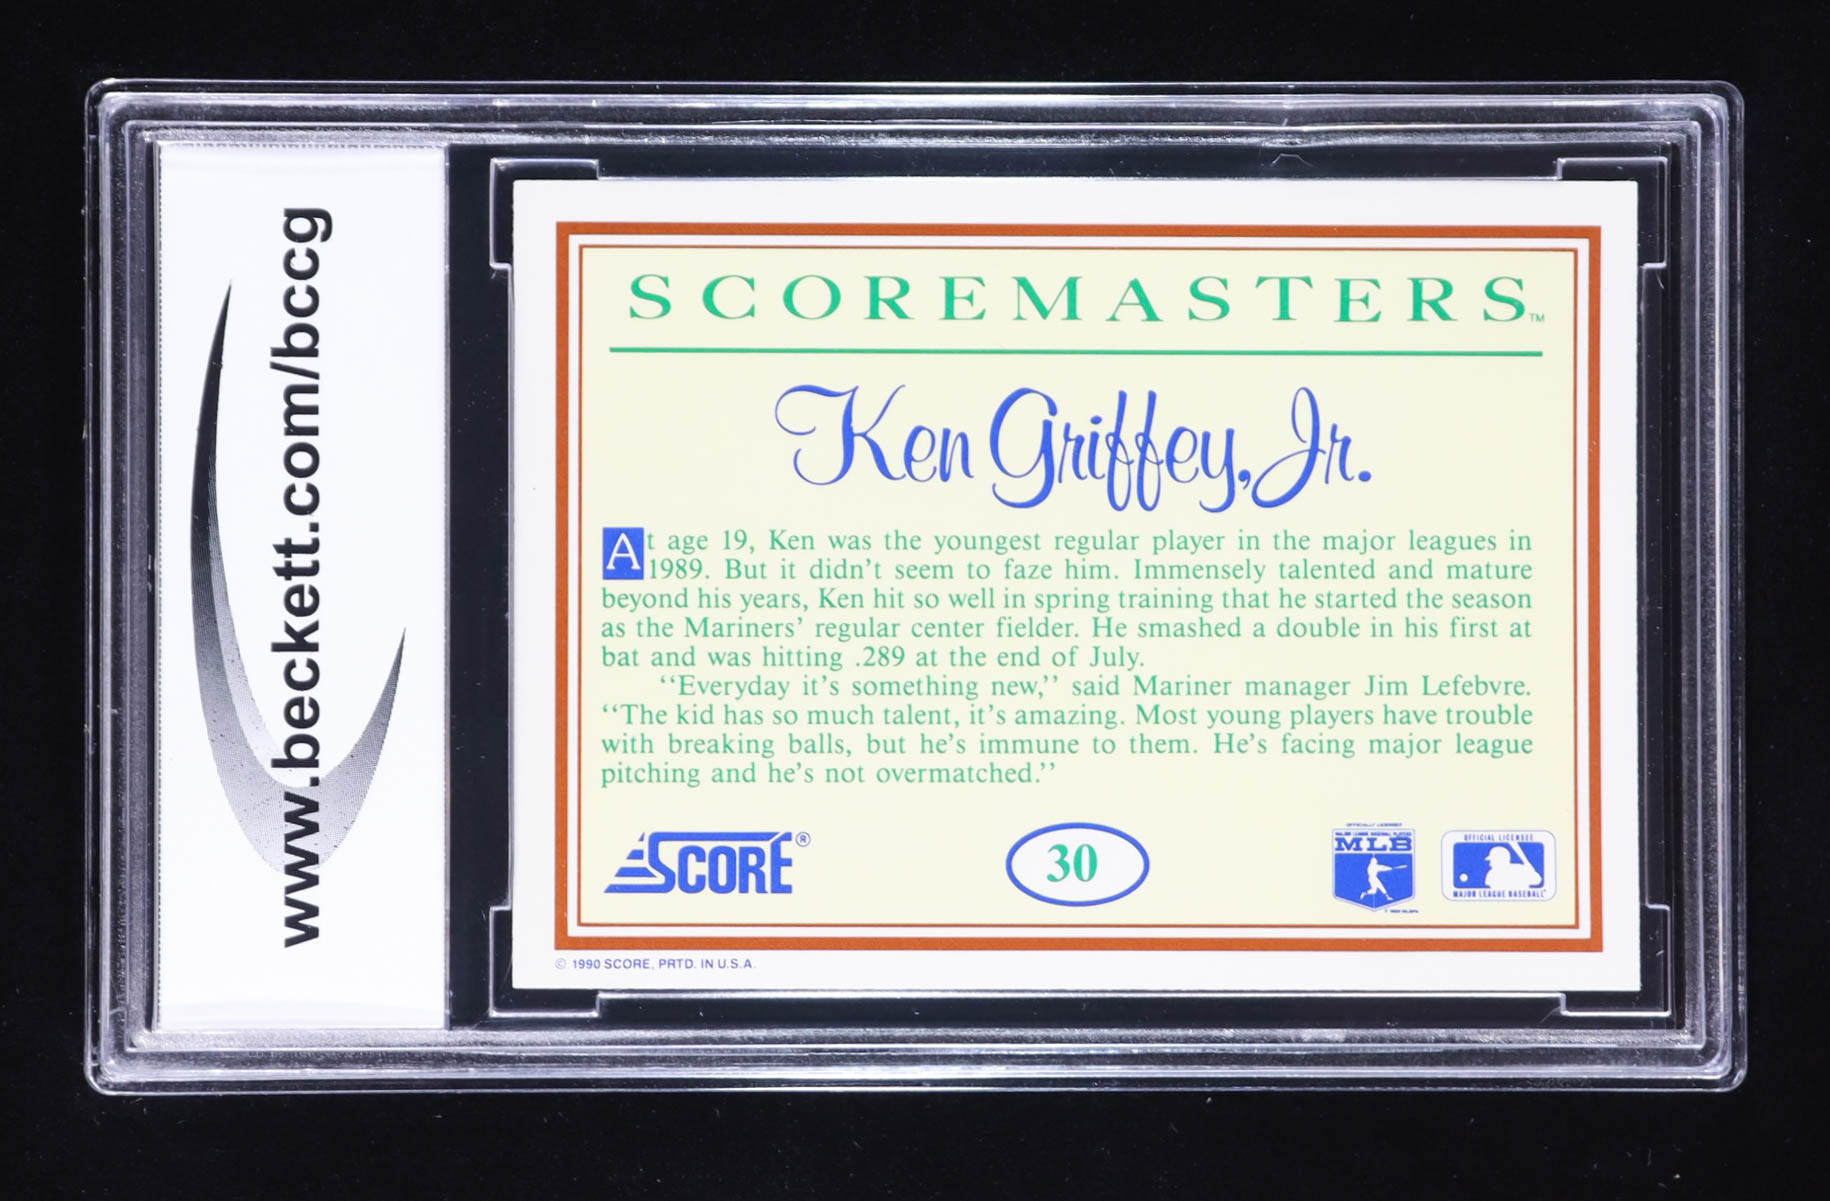 www.beckett.com/bccg
SCOREMASTERS™
Ken Griffey, Jr.
At age 19, Ken was the youngest regular player in the major leagues in
1989. But it didn't seem to faze him. Immensely talented and mature
beyond his years, Ken hit so well in spring training that he started the season
as the Mariners' regular center fielder. He smashed a double in his first at
bat and was hitting .289 at the end of July.
"Everyday it's something new," said Mariner manager Jim Lefebvre.
"The kid has so much talent, it's amazing. Most young players have trouble
with breaking balls, but he's immune to them. He's facing major league
pitching and he's not overmatched."
SCORE®
30
OFFICIALLY LICENSED
MAJOR LEAGUE BASEBALL PLAYERS
MLB
OFFICIAL LICENSEE
MAJOR LEAGUE BASEBALL
© 1990 SCORE, PRTD. IN U.S.A.